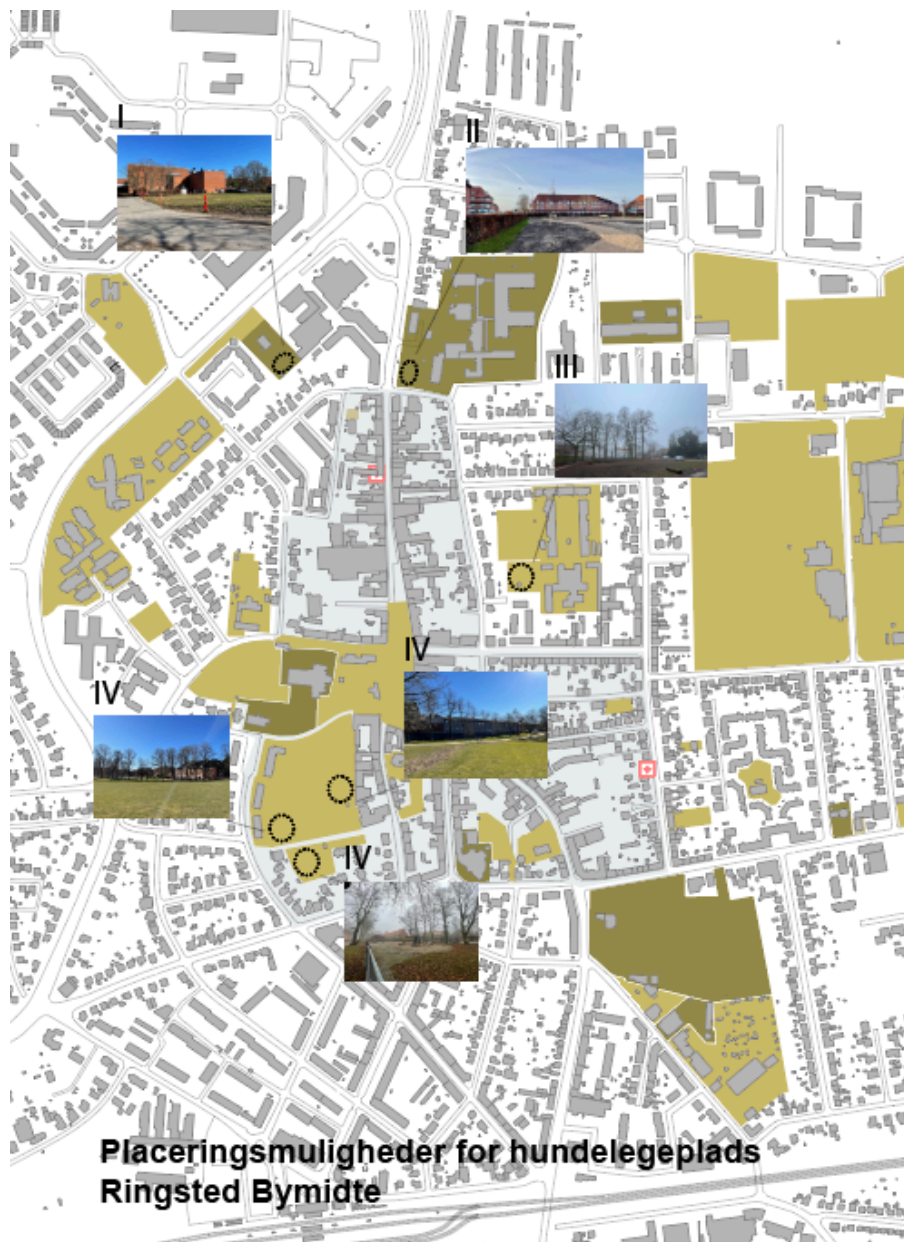 I
II
III
IV
IV
IV
Placeringsmuligheder for hundelegeplads
Ringsted Bymidte